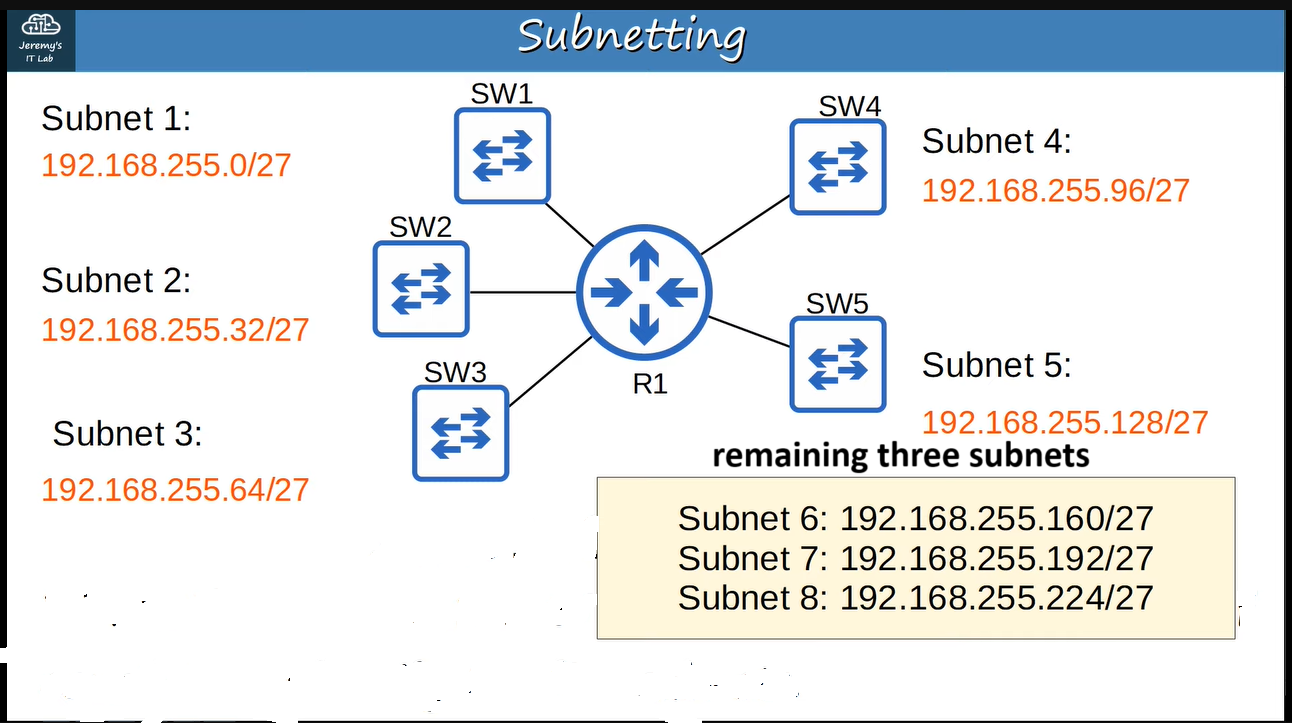 Jeremy's
IT Lab
Subnetting
Subnet 1:
192.168.255.0/27
SW1
SW2
Subnet 2:
192.168.255.32/27
SW3
Subnet 3:
192.168.255.64/27
R1
SW4
Subnet 4:
192.168.255.96/27
SW5
Subnet 5:
192.168.255.128/27
remaining three subnets
Subnet 6: 192.168.255.160/27
Subnet 7: 192.168.255.192/27
Subnet 8: 192.168.255.224/27